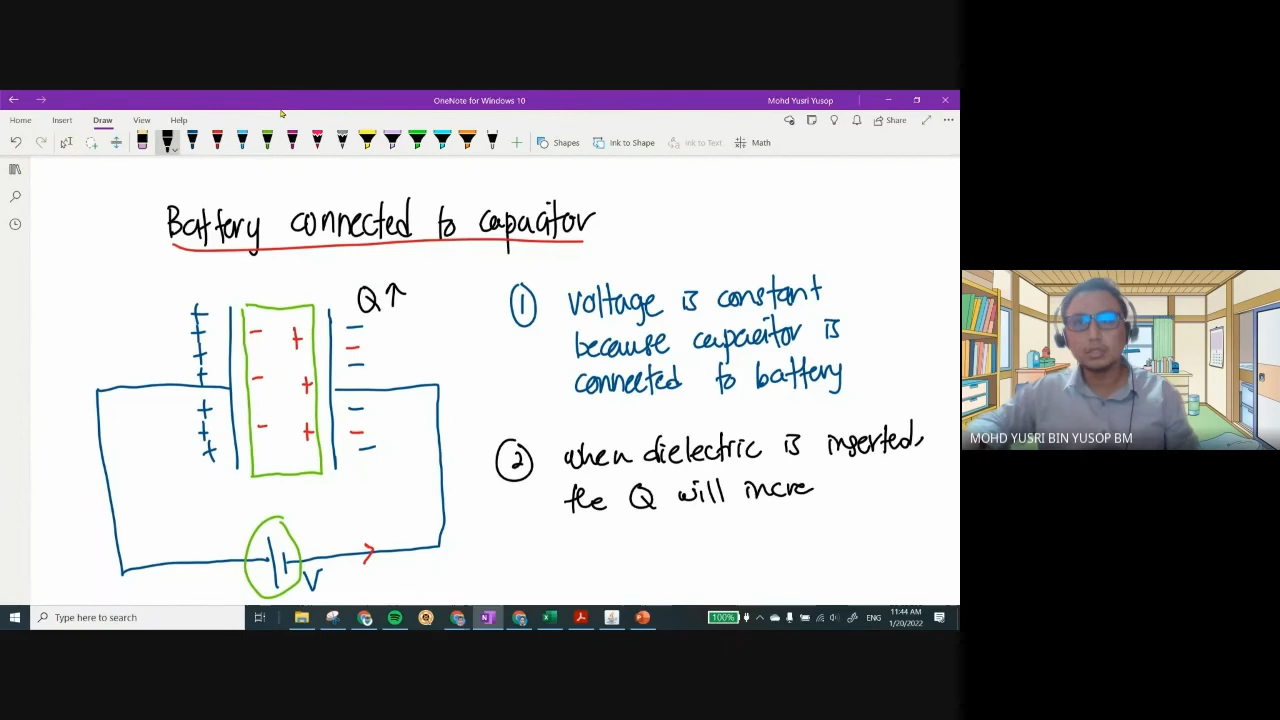 OneNote for Windows 10
Mohd Yusri Yusop
Home Insert Draw View Help
Share
Shapes
Ink to Shape
Ink to Text
Math
Battery connected to capacitor
Q↑
+ + + + + + +
- + - + - +
- - - - - - -
V
1 voltage is constant
because capacitor is
connected to battery
2 when dielectric is inserted,
the Q will incre
MOHD YUSRI BIN YUSOP BM
Type here to search
100%
ENG
11:44 AM
1/20/2022